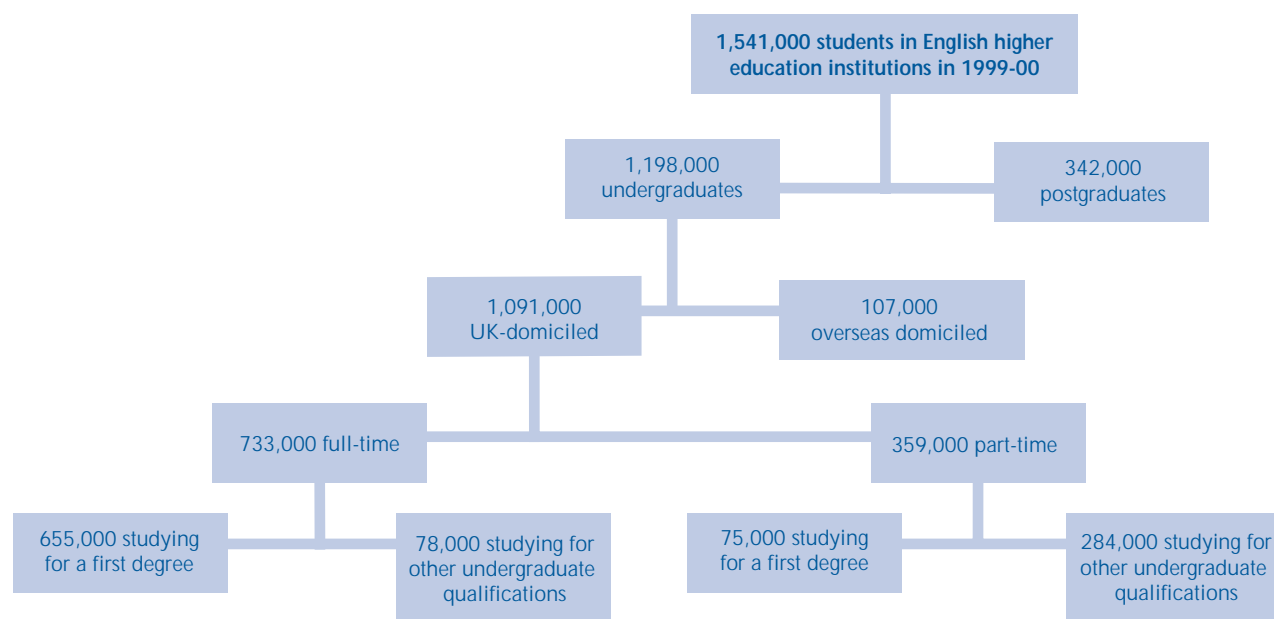 1,541,000 students in English higher
education institutions in 1999-00
1,198,000
undergraduates
342,000
postgraduates
1,091,000
UK-domiciled
107,000
overseas domiciled
733,000 full-time
359,000 part-time
655,000 studying
for a first degree
78,000 studying for
other undergraduate
qualifications
75,000 studying
for a first degree
284,000 studying for
other undergraduate
qualifications